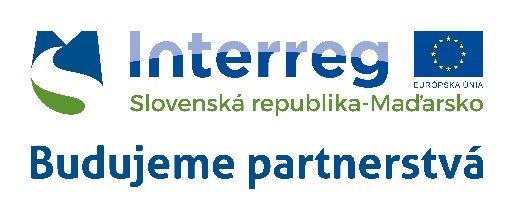 Interreg
EURÓPSKA ÚNIA
Slovenská republika-Maďarsko
Budujeme partnerstvá